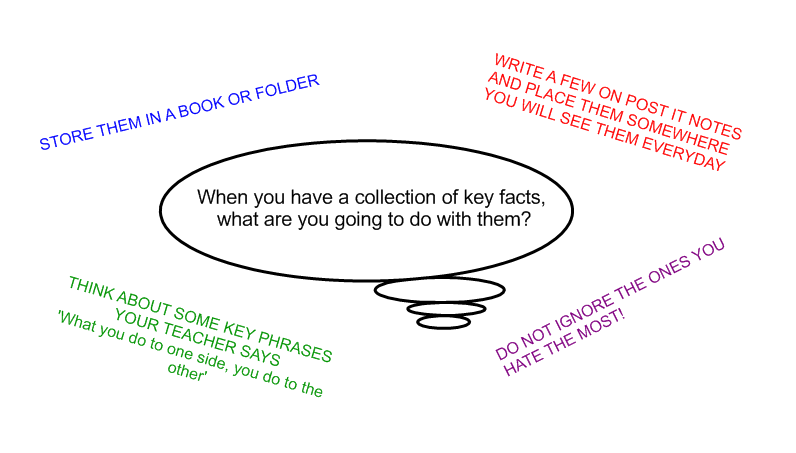 STORE THEM IN A BOOK OR FOLDER
WRITE A FEW ON POST IT NOTES
AND PLACE THEM SOMEWHERE
YOU WILL SEE THEM EVERYDAY
When you have a collection of key facts,
what are you going to do with them?
THINK ABOUT SOME KEY PHRASES
YOUR TEACHER SAYS
'What you do to one side, you do to the
other'
DO NOT IGNORE THE ONES YOU
HATE THE MOST!